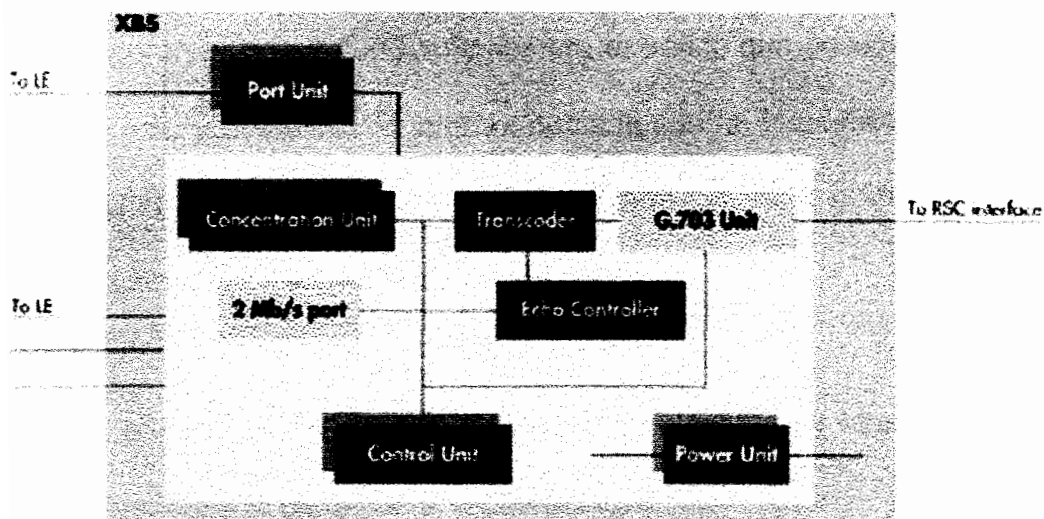 XBS
To LE
Port Unit
Concentration Unit
Transcoder
G.703 Unit
To RSC interface
To LE
2 Mb/s port
Echo Controller
Control Unit
Power Unit